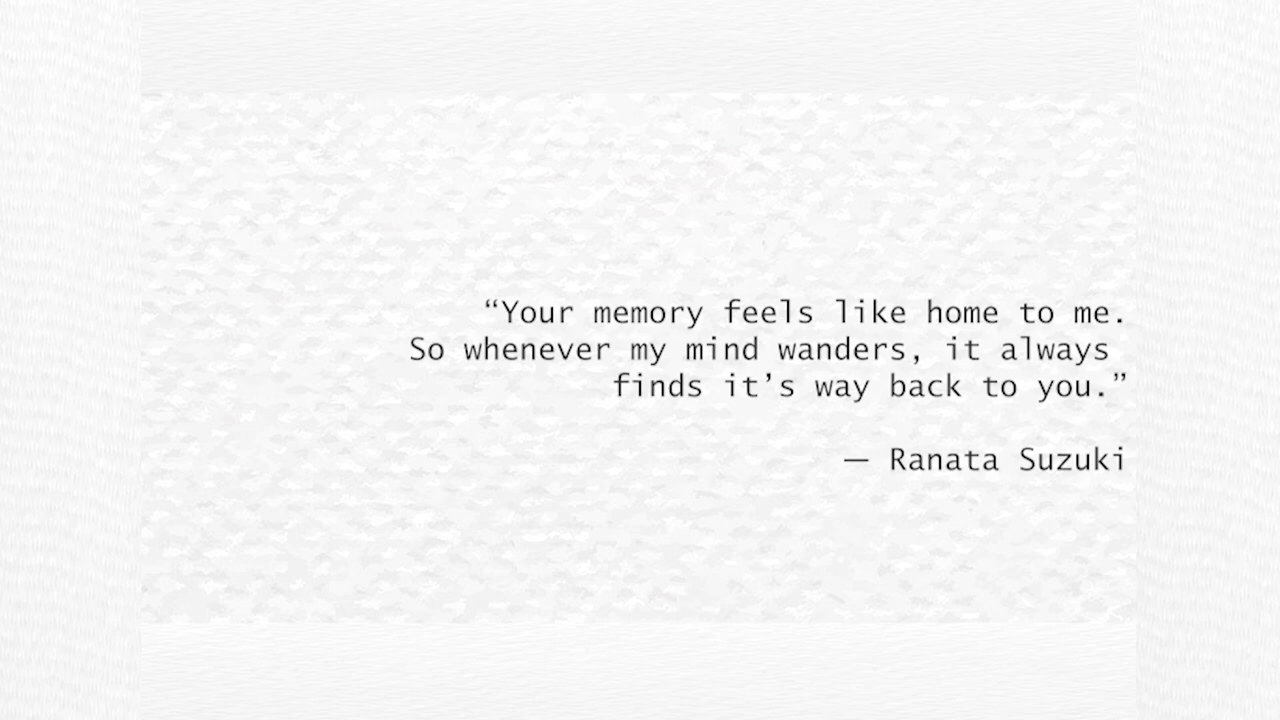 “Your memory feels like home to me.
So whenever my mind wanders, it always
finds it’s way back to you.”
— Ranata Suzuki